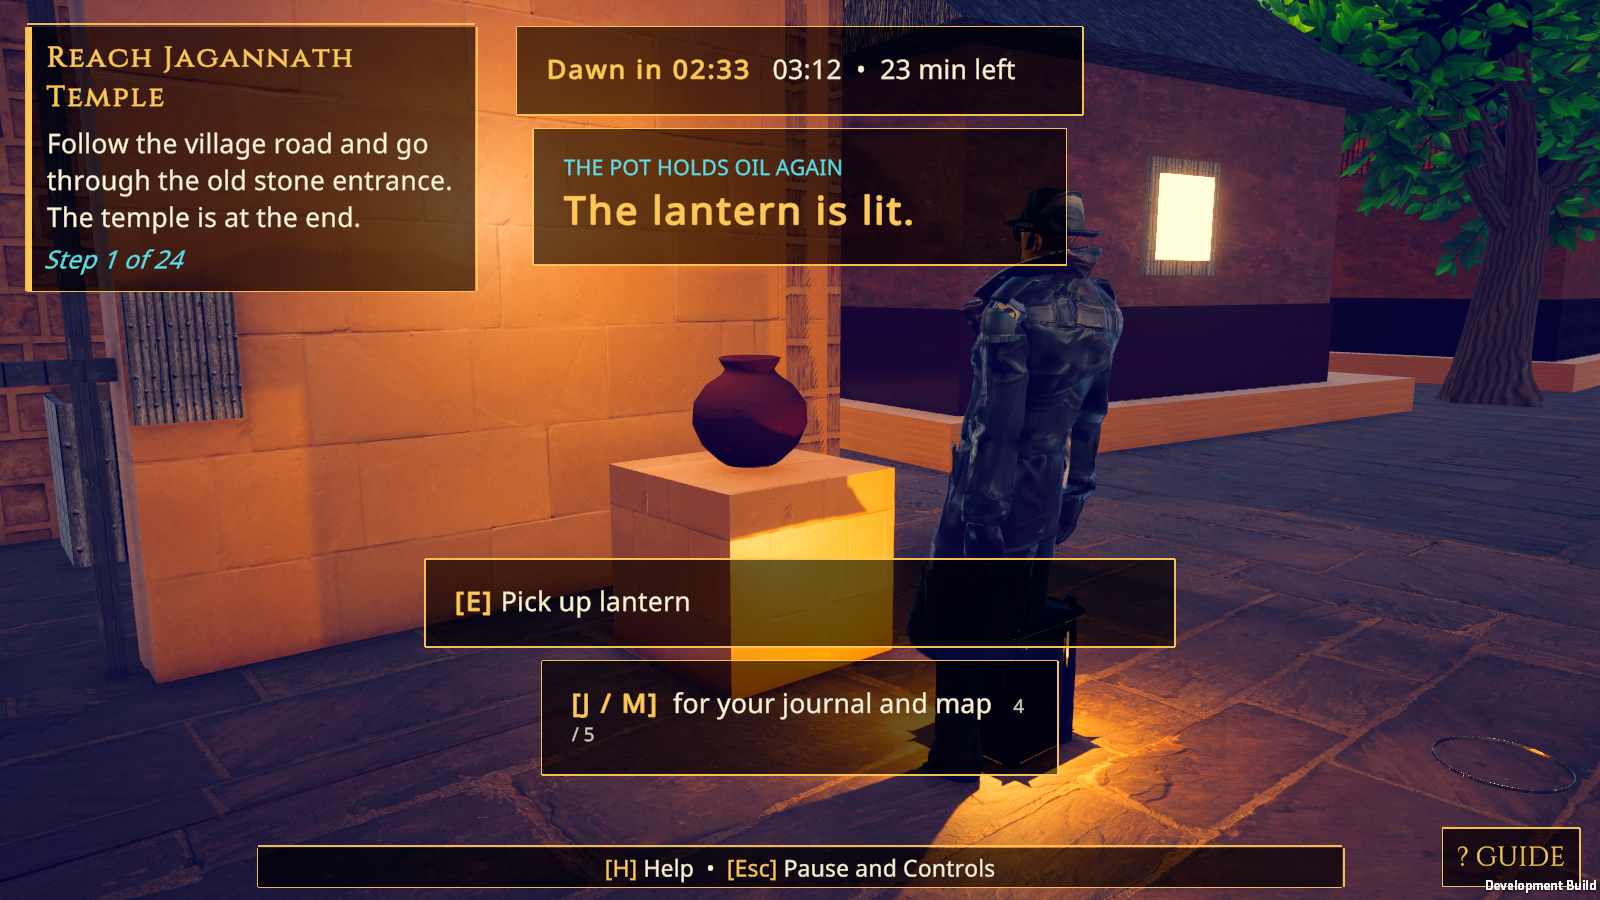 REACH JAGANNATH
TEMPLE
Follow the village road and go
through the old stone entrance.
The temple is at the end.
Step 1 of 24
Dawn in 02:33 03:12 • 23 min left
THE POT HOLDS OIL AGAIN
The lantern is lit.
[E] Pick up lantern
[J / M] for your journal and map 4
/ 5
[H] Help • [Esc] Pause and Controls
? GUIDE
Development Build